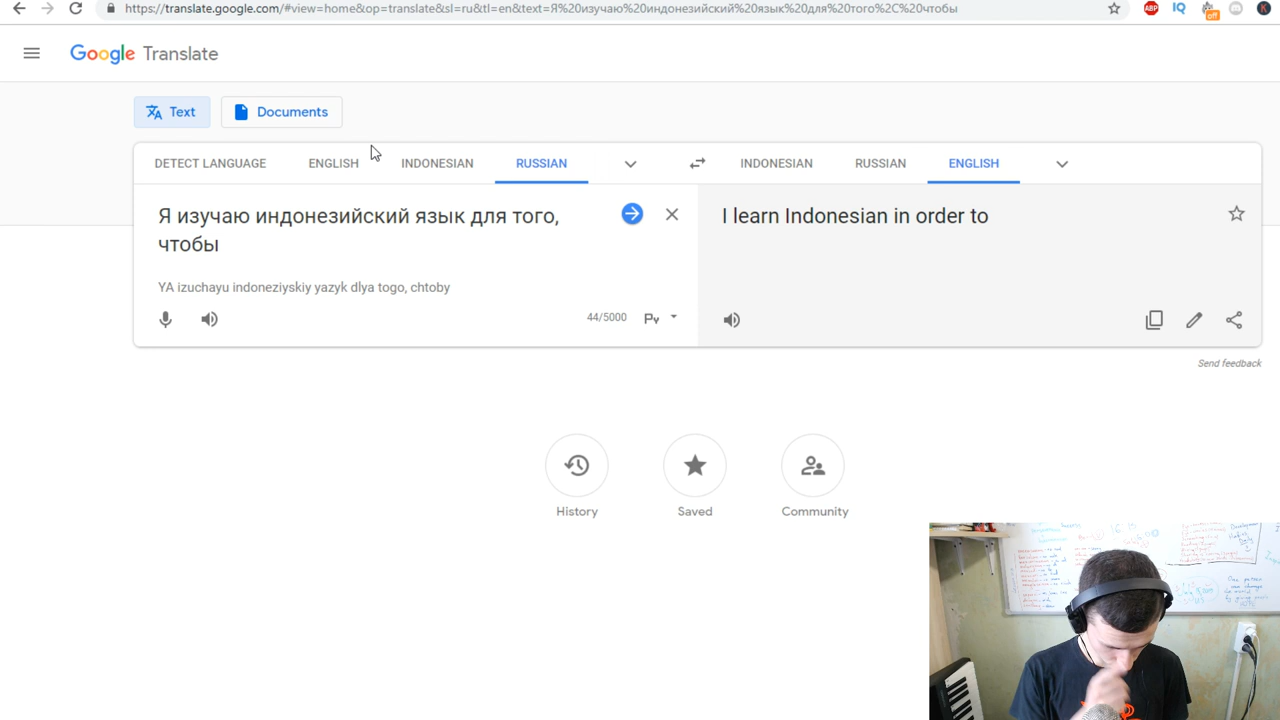 https://translate.google.com/#view=home&op=translate&sl=ru&tl=en&text=Я%20изучаю%20индонезийский%20язык%20для%20того%2C%20чтобы
ABP
IQ
off
K
Google Translate
Text
Documents
DETECT LANGUAGE
ENGLISH
INDONESIAN
RUSSIAN
INDONESIAN
RUSSIAN
ENGLISH
Я изучаю индонезийский язык для того,
чтобы
YA izuchayu indoneziyskiy yazyk dlya togo, chtoby
44/5000
I learn Indonesian in order to
Send feedback
History
Saved
Community